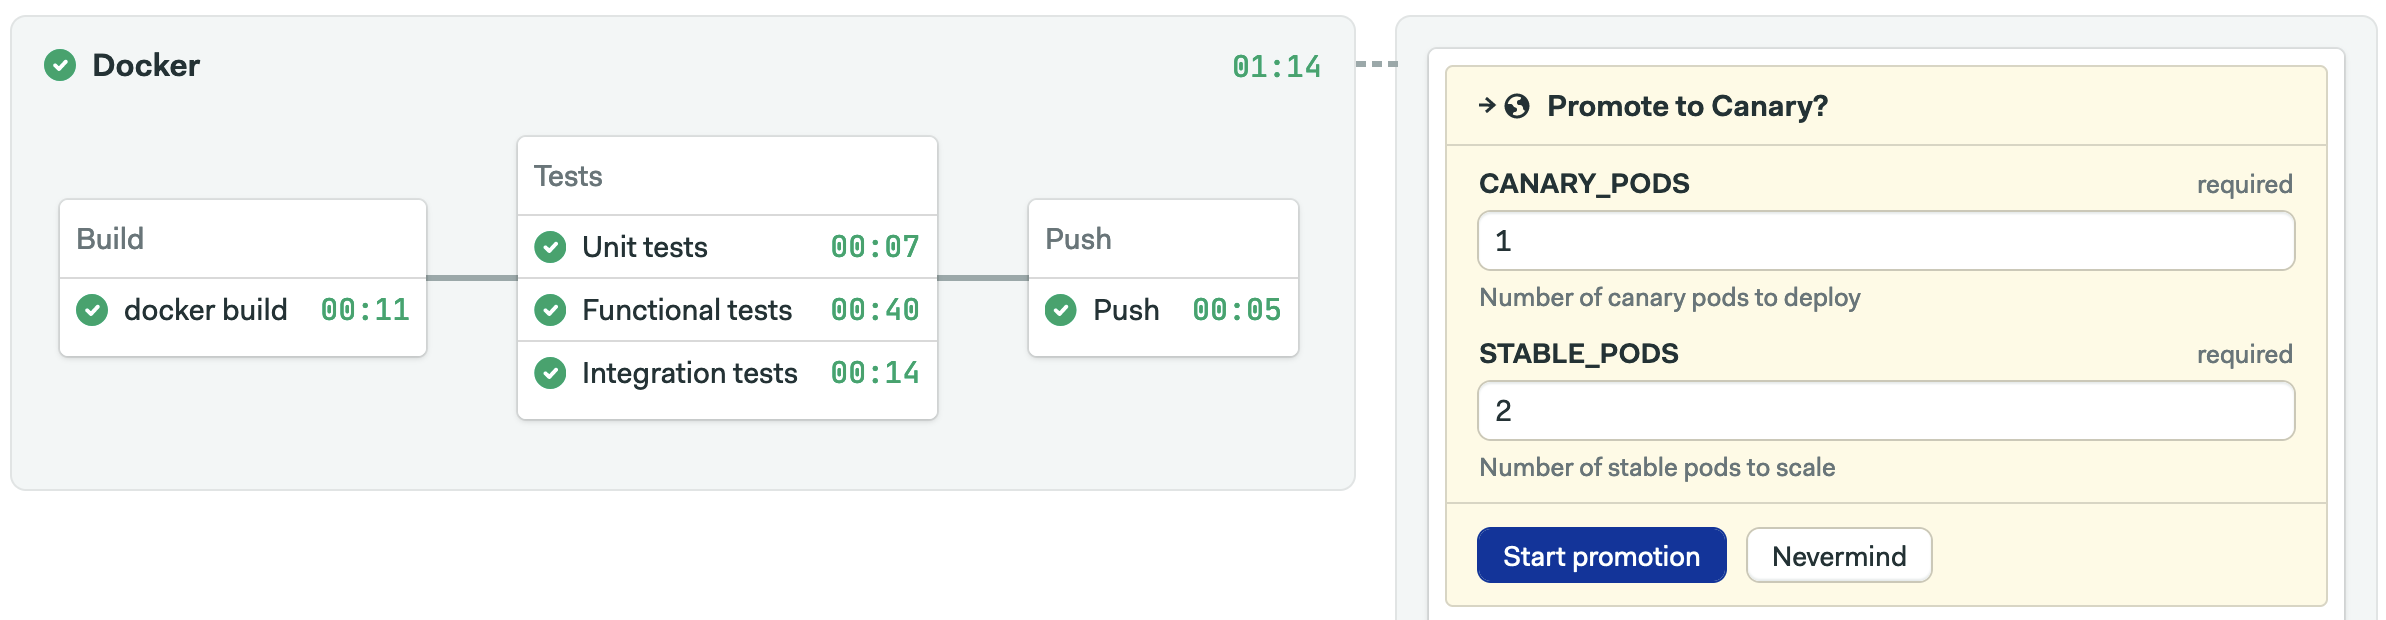 Docker
01:14
Build
docker build 00:11
Tests
Unit tests 00:07
Functional tests 00:40
Integration tests 00:14
Push
Push 00:05
Promote to Canary?
CANARY_PODS required
1
Number of canary pods to deploy
STABLE_PODS required
2
Number of stable pods to scale
Start promotion Nevermind